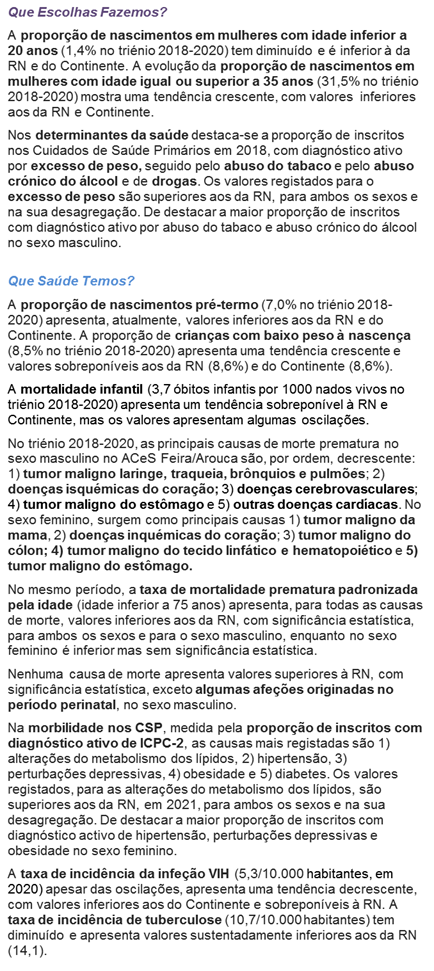 Que Escolhas Fazemos?
A proporção de nascimentos em mulheres com idade inferior a
20 anos (1,4% no triénio 2018-2020) tem diminuído e é inferior à da
RN e do Continente. A evolução da proporção de nascimentos em
mulheres com idade igual ou superior a 35 anos (31,5% no triénio
2018-2020) mostra uma tendência crescente, com valores inferiores
aos da RN e Continente.
Nos determinantes da saúde destaca-se a proporção de inscritos
nos Cuidados de Saúde Primários em 2018, com diagnóstico ativo
por excesso de peso, seguido pelo abuso do tabaco e pelo abuso
crónico do álcool e de drogas. Os valores registados para o
excesso de peso são superiores aos da RN, para ambos os sexos e
na sua desagregação. De destacar a maior proporção de inscritos
com diagnóstico ativo por abuso do tabaco e abuso crónico do álcool
no sexo masculino.
Que Saúde Temos?
A proporção de nascimentos pré-termo (7,0% no triénio 2018-
2020) apresenta, atualmente, valores inferiores aos da RN e do
Continente. A proporção de crianças com baixo peso à nascença
(8,5% no triénio 2018-2020) apresenta uma tendência crescente e
valores sobreponíveis aos da RN (8,6%) e do Continente (8,6%).
A mortalidade infantil (3,7 óbitos infantis por 1000 nados vivos no
triénio 2018-2020) apresenta um tendência sobreponível à RN e
Continente, mas os valores apresentam algumas oscilações.
No triénio 2018-2020, as principais causas de morte prematura no
sexo masculino no ACeS Feira/Arouca são, por ordem, decrescente:
1) tumor maligno laringe, traqueia, brônquios e pulmões; 2)
doenças isquémicas do coração; 3) doenças cerebrovasculares;
4) tumor maligno do estômago e 5) outras doenças cardíacas. No
sexo feminino, surgem como principais causas 1) tumor maligno da
mama, 2) doenças inquémicas do coração; 3) tumor maligno do
cólon; 4) tumor maligno do tecido linfático e hematopoiético e 5)
tumor maligno do estômago.
No mesmo período, a taxa de mortalidade prematura padronizada
pela idade (idade inferior a 75 anos) apresenta, para todas as causas
de morte, valores inferiores aos da RN, com significância estatística,
para ambos os sexos e para o sexo masculino, enquanto no sexo
feminino é inferior mas sem significância estatística.
Nenhuma causa de morte apresenta valores superiores à RN, com
significância estatística, exceto algumas afeções originadas no
período perinatal, no sexo masculino.
Na morbilidade nos CSP, medida pela proporção de inscritos com
diagnóstico ativo de ICPC-2, as causas mais registadas são 1)
alterações do metabolismo dos lípidos, 2) hipertensão, 3)
perturbações depressivas, 4) obesidade e 5) diabetes. Os valores
registados, para as alterações do metabolismo dos lípidos, são
superiores aos da RN, em 2021, para ambos os sexos e na sua
desagregação. De destacar a maior proporção de inscritos com
diagnóstico activo de hipertensão, perturbações depressivas e
obesidade no sexo feminino.
A taxa de incidência da infeção VIH (5,3/10.000 habitantes, em
2020) apesar das oscilações, apresenta uma tendência decrescente,
com valores inferiores aos do Continente e sobreponíveis à RN. A
taxa de incidência de tuberculose (10,7/10.000 habitantes) tem
diminuído e apresenta valores sustentadamente inferiores aos da RN
(14,1).